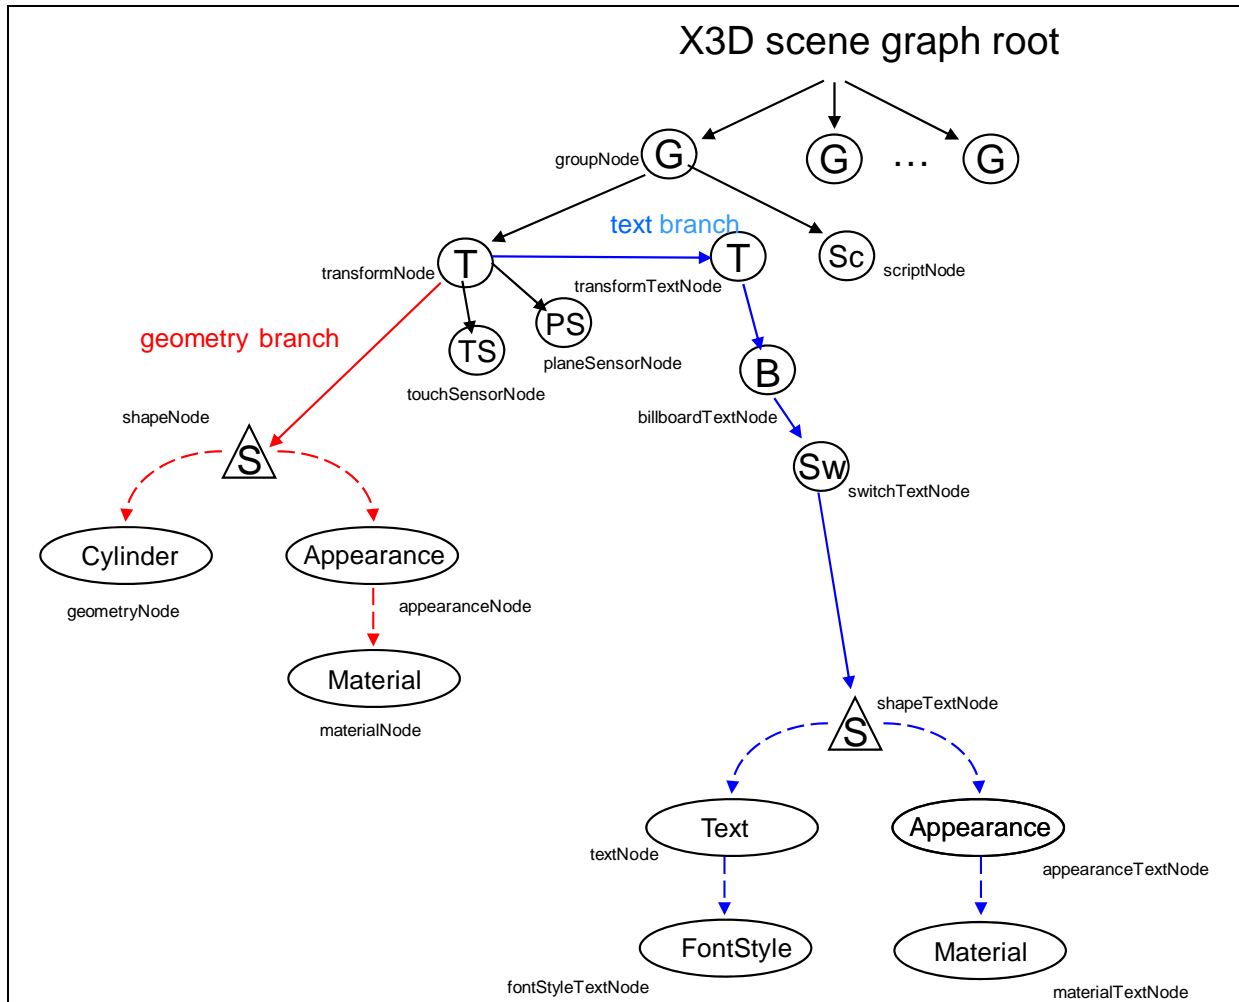 X3D scene graph root
groupNode
G
G
...
G
text branch
transformNode
T
transformTextNode
T
Sc
scriptNode
geometry branch
TS
touchSensorNode
PS
planeSensorNode
B
billboardTextNode
shapeNode
S
Sw
switchTextNode
Cylinder
geometryNode
Appearance
appearanceNode
Material
materialNode
shapeTextNode
S
Text
textNode
Appearance
appearanceTextNode
FontStyle
fontStyleTextNode
Material
materialTextNode